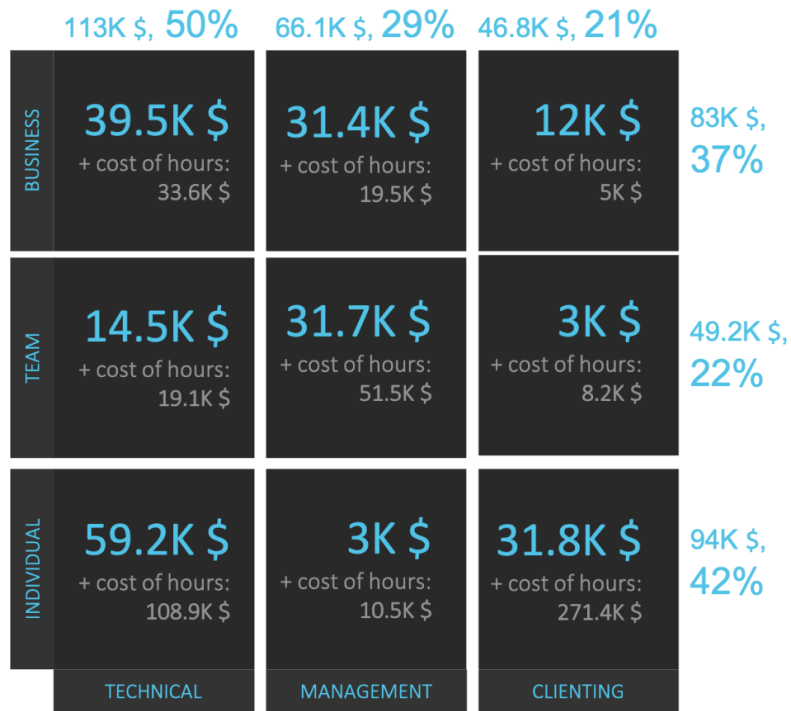 113K $, 50%
66.1K $, 29%
46.8K $, 21%
BUSINESS
39.5K $
+ cost of hours:
33.6K $
31.4K $
+ cost of hours:
19.5K $
12K $
+ cost of hours:
5K $
83K $,
37%
TEAM
14.5K $
+ cost of hours:
19.1K $
31.7K $
+ cost of hours:
51.5K $
3K $
+ cost of hours:
8.2K $
49.2K $,
22%
INDIVIDUAL
59.2K $
+ cost of hours:
108.9K $
3K $
+ cost of hours:
10.5K $
31.8K $
+ cost of hours:
271.4K $
94K $,
42%
TECHNICAL
MANAGEMENT
CLIENTING